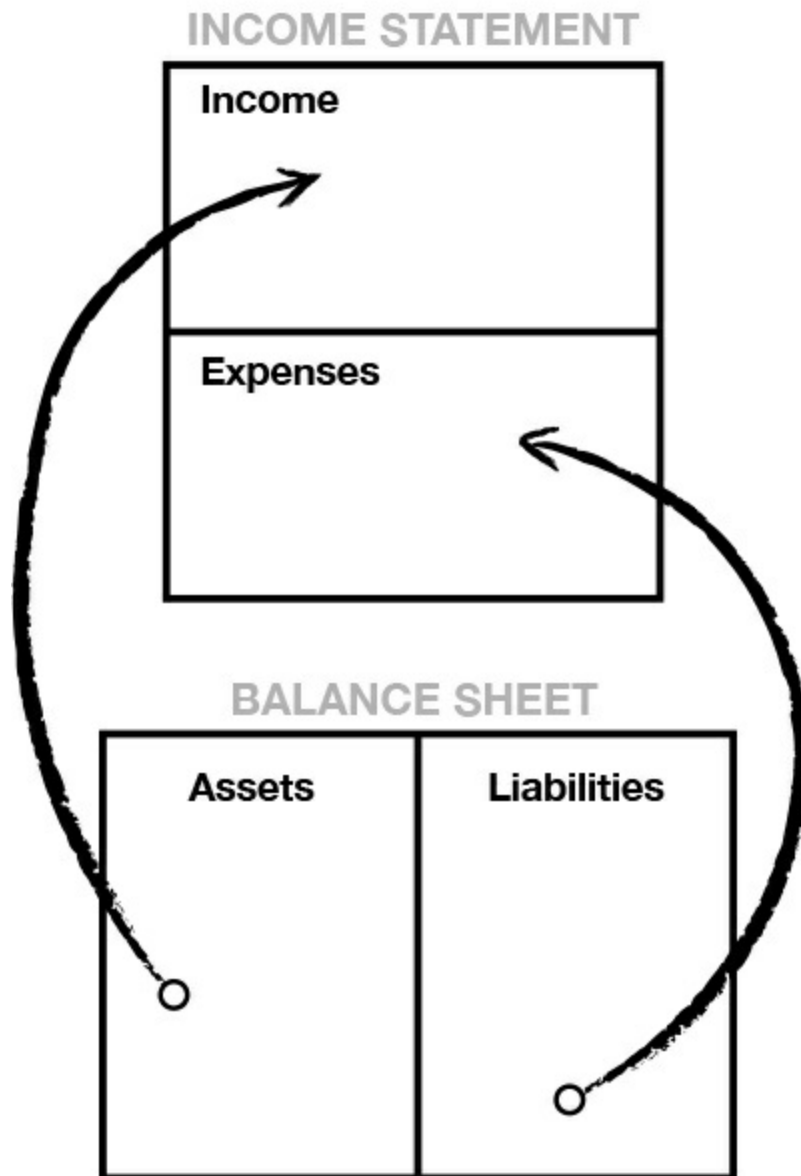 INCOME STATEMENT
Income
Expenses
BALANCE SHEET
Assets
Liabilities